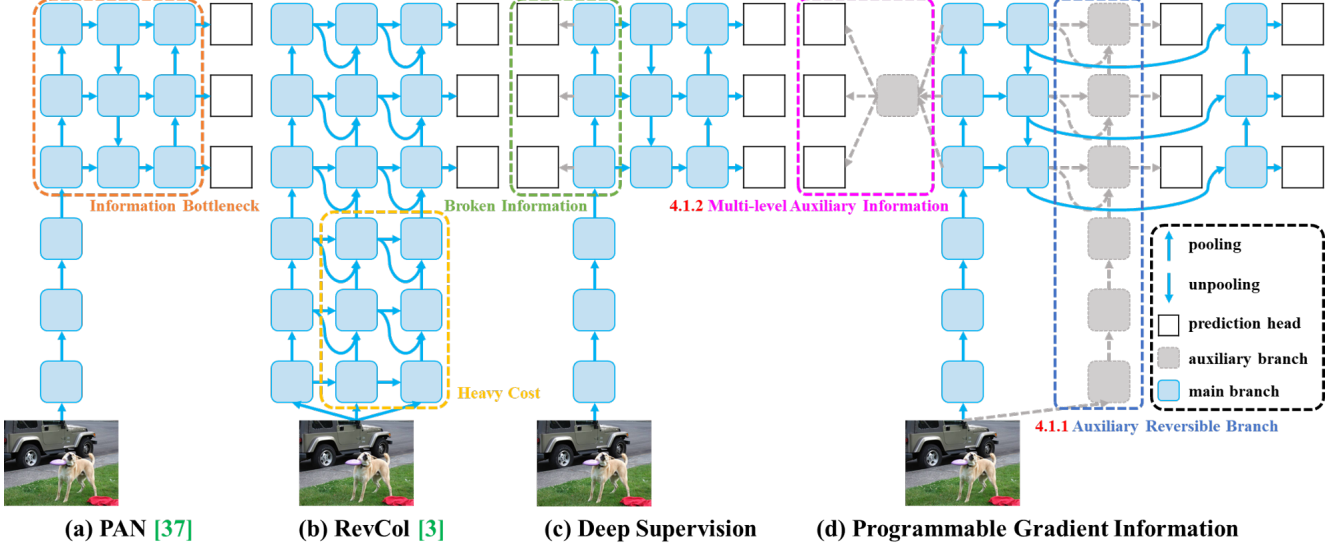 Information Bottleneck
Broken Information
4.1.2 Multi-level Auxiliary Information
Heavy Cost
pooling
unpooling
prediction head
auxiliary branch
main branch
4.1.1 Auxiliary Reversible Branch
(a) PAN [37]
(b) RevCol [3]
(c) Deep Supervision
(d) Programmable Gradient Information